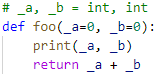 # _a, _b = int, int
def foo(_a=0, _b=0):
    print(_a, _b)
    return _a + _b